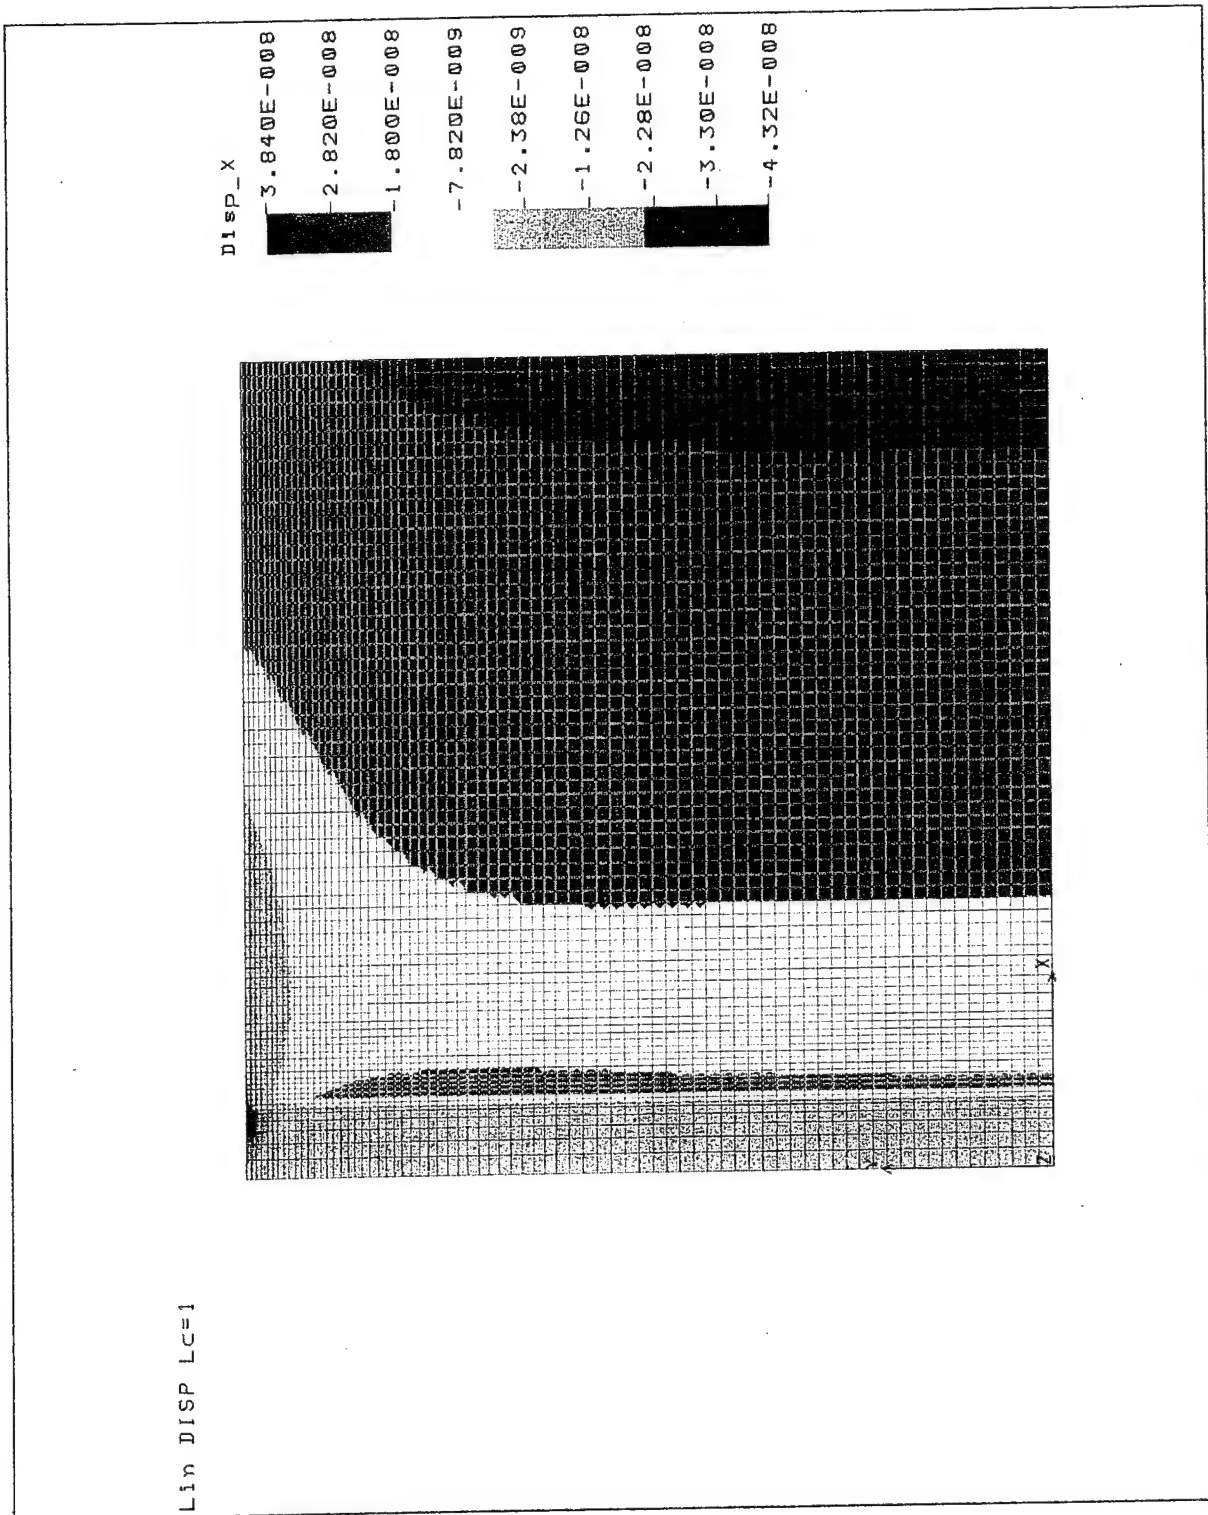 Lin DISP Lc=1
Disp_X
3.840E-008
2.820E-008
1.800E-008
7.820E-009
-2.38E-009
-1.26E-008
-2.28E-008
-3.30E-008
-4.32E-008
X
Y
Z